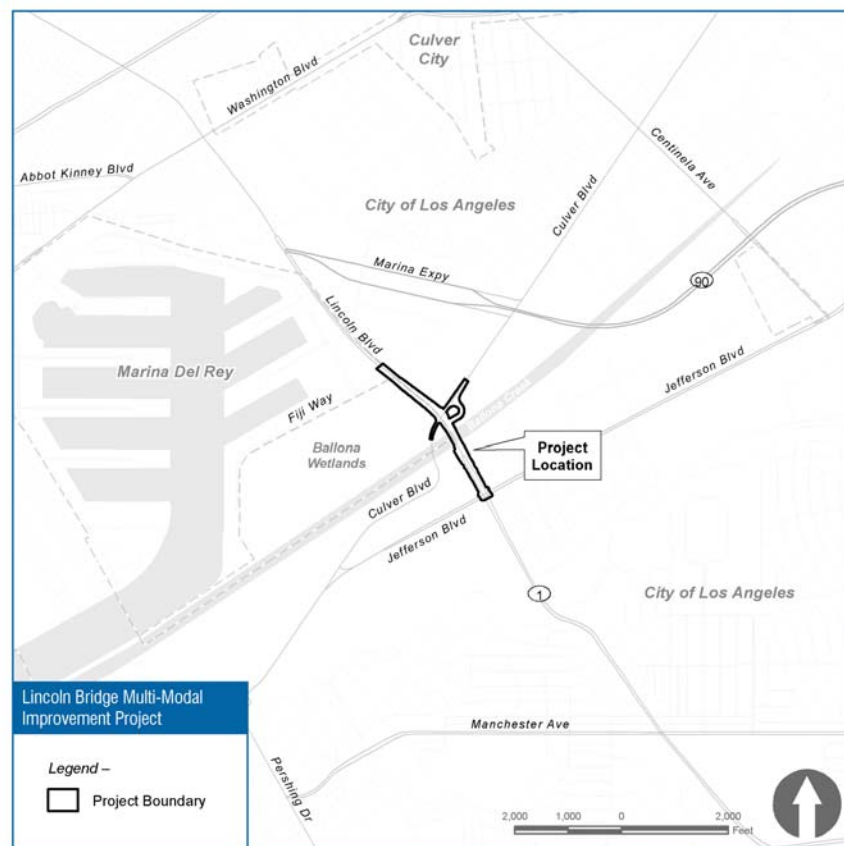 Culver
City
Washington Blvd
Centinela Ave
Abbot Kinney Blvd
City of Los Angeles
Culver Blvd
Marina Expy
90
Lincoln Blvd
Jefferson Blvd
Marina Del Rey
Fiji Way
Ballona Creek
Ballona
Wetlands
Project
Location
Culver Blvd
Jefferson Blvd
1
City of Los Angeles
Lincoln Bridge Multi-Modal
Improvement Project
Manchester Ave
Legend –
Project Boundary
Pershing Dr
2,000 1,000 0 2,000
Feet